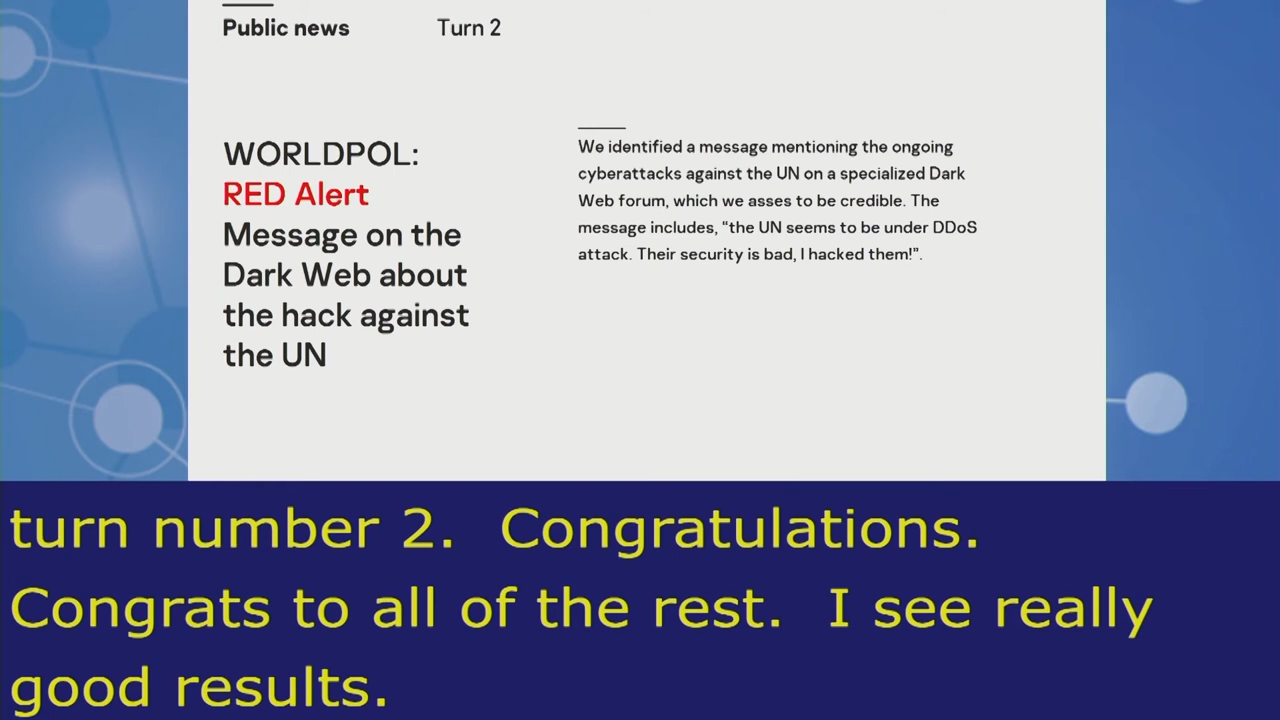 Public news
Turn 2
WORLDPOL:
RED Alert
Message on the
Dark Web about
the hack against
the UN
We identified a message mentioning the ongoing
cyberattacks against the UN on a specialized Dark
Web forum, which we asses to be credible. The
message includes, “the UN seems to be under DDoS
attack. Their security is bad, I hacked them!”.
turn number 2.  Congratulations.
Congrats to all of the rest.  I see really
good results.